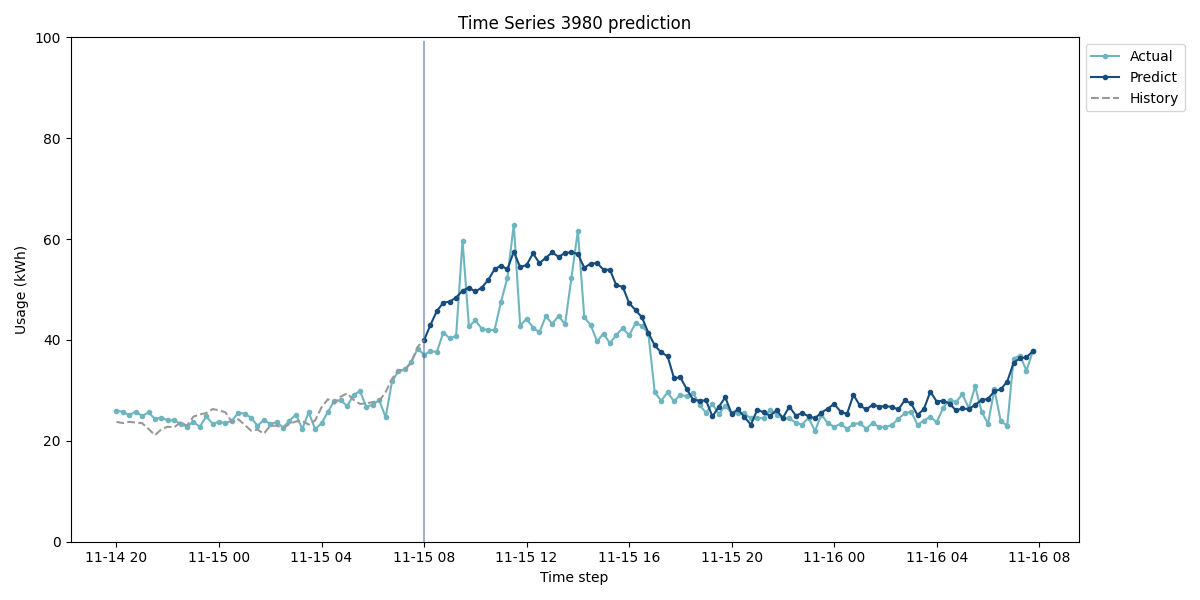 Time Series 3980 prediction
100
80
60
40
20
0
Usage (kWh)
11-14 20
11-15 00
11-15 04
11-15 08
11-15 12
11-15 16
11-15 20
11-16 00
11-16 04
11-16 08
Time step
Actual
Predict
History